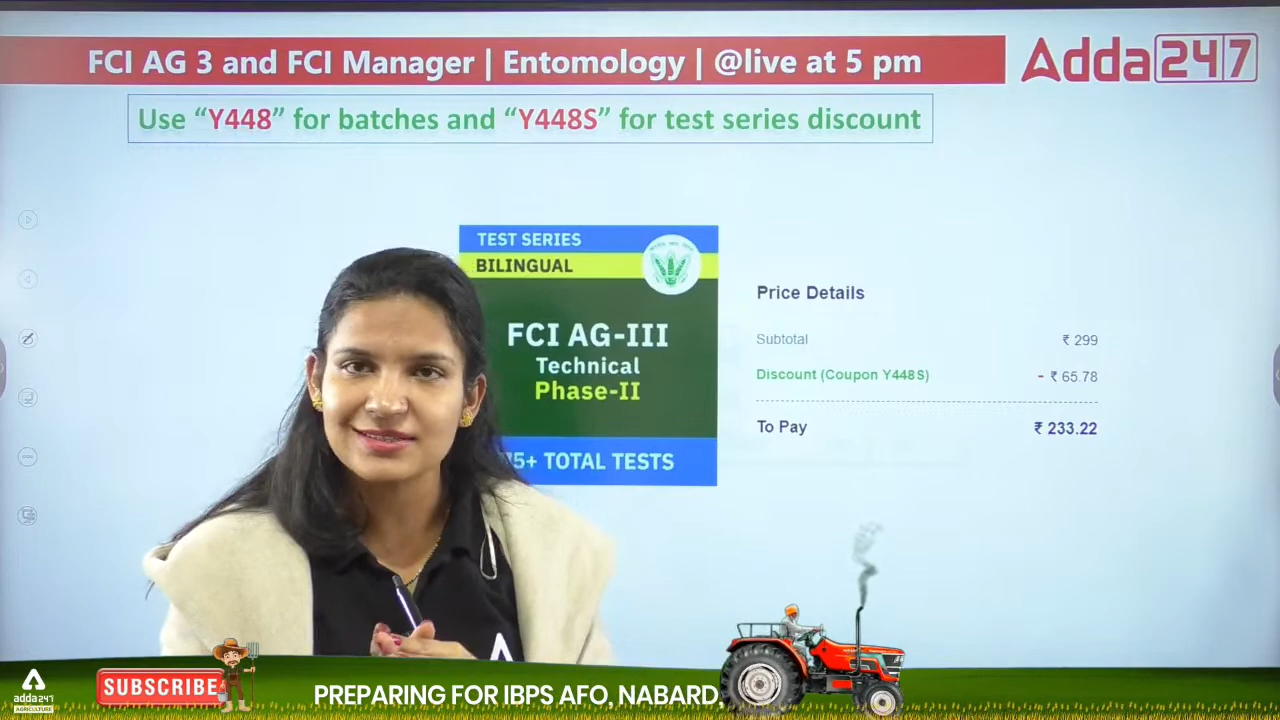 FCI AG 3 and FCI Manager | Entomology | @live at 5 pm
Adda247
Use “Y448” for batches and “Y448S” for test series discount
TEST SERIES
BILINGUAL
FCI AG-III
Technical
Phase-II
5+ TOTAL TESTS
Price Details
Subtotal ₹ 299
Discount (Coupon Y448S) - ₹ 65.78
To Pay ₹ 233.22
adda247
AGRICULTURE
SUBSCRIBE
PREPARING FOR IBPS AFO, NABARD,